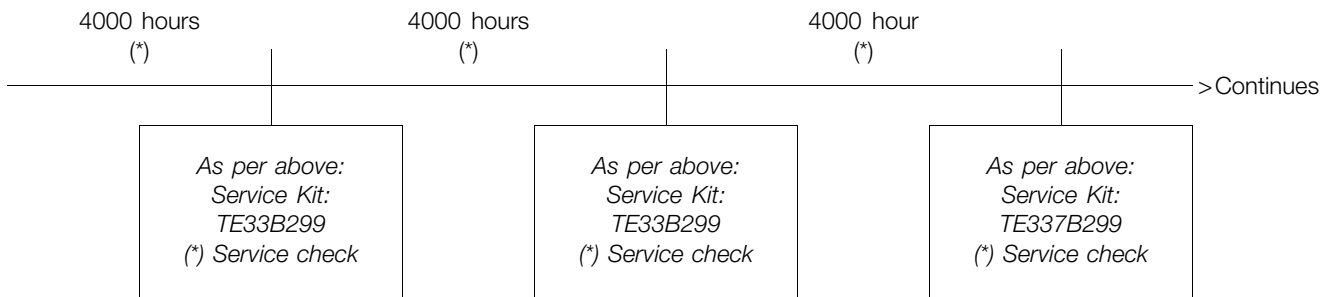 4000 hours
(*)
4000 hours
(*)
4000 hour
(*)
>Continues
As per above:
Service Kit:
TE33B299
(*) Service check
As per above:
Service Kit:
TE33B299
(*) Service check
As per above:
Service Kit:
TE337B299
(*) Service check